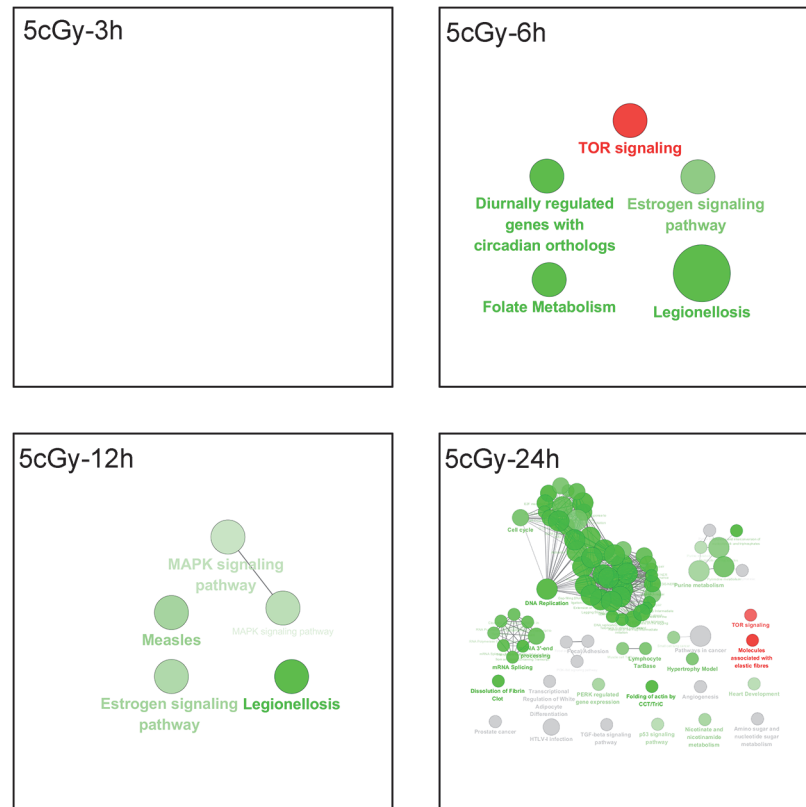 5cGy-3h
5cGy-6h
TOR signaling
Diurnally regulated
genes with
circadian orthologs
Estrogen signaling
pathway
Folate Metabolism
Legionellosis
5cGy-12h
MAPK signaling
pathway
MAPK signaling pathway
Measles
Estrogen signaling
pathway
Legionellosis
5cGy-24h
Cell cycle
DNA Replication
Purine metabolism
3'-end
processing
mRNA Splicing
Focal Adhesion
Lymphocyte
TarBase
Pathways in cancer
Hypertrophy Model
TOR signaling
Molecules
associated with
elastic fibres
Dissolution of Fibrin
Clot
Transcriptional
Regulation of White
Adipocyte
Differentiation
PERK regulated
gene expression
Folding of actin by
CCT/TriC
Angiogenesis
Heart Development
Prostate cancer
HTLV-I infection
TGF-beta signaling
pathway
p53 signaling
pathway
Nicotinate and
nicotinamide
metabolism
Amino sugar and
nucleotide sugar
metabolism